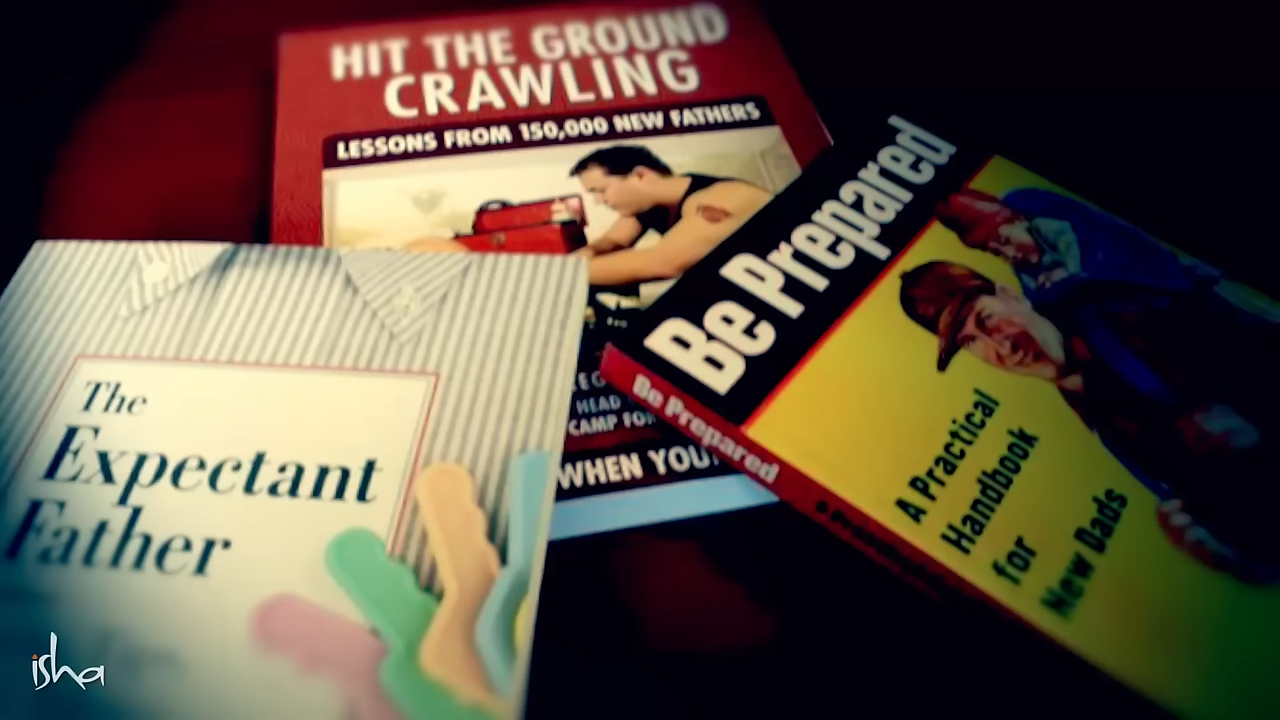 HIT THE GROUND
CRAWLING
LESSONS FROM 150,000 NEW FATHERS
HEAD
CAMP FOR
WHEN YOU
Be Prepared
Be Prepared
A Practical
Handbook
for
New Dads
The
Expectant
Father
isha